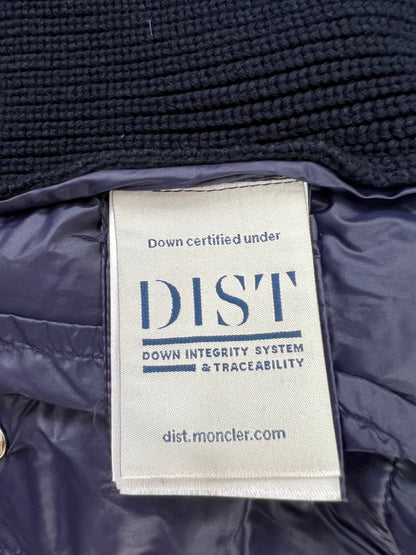 Down certified under
DIST
DOWN INTEGRITY SYSTEM
& TRACEABILITY
dist.moncler.com